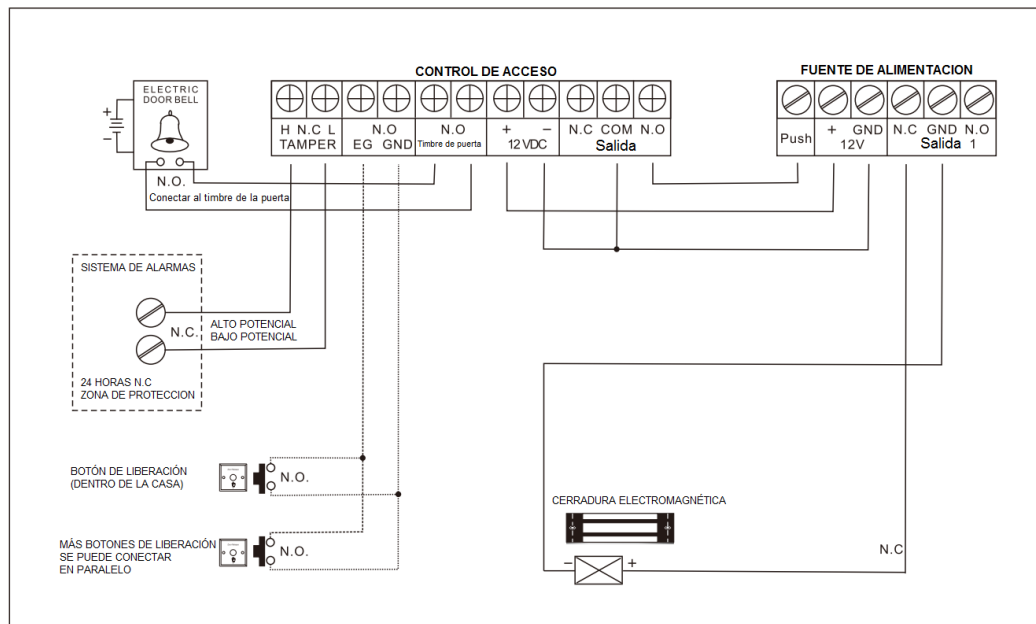 CONTROL DE ACCESO
FUENTE DE ALIMENTACION
ELECTRIC
DOOR BELL
+
−
N.O.
Conectar al timbre de la puerta
H N.C L
TAMPER
N.O
EG GND
N.O
Timbre de puerta
+ −
12 VDC
N.C COM N.O
Salida
Push
+ GND
12V
N.C GND N.O
Salida 1
SISTEMA DE ALARMAS
N.C.
ALTO POTENCIAL
BAJO POTENCIAL
24 HORAS N.C
ZONA DE PROTECCION
BOTÓN DE LIBERACIÓN
(DENTRO DE LA CASA)
N.O.
MÁS BOTONES DE LIBERACIÓN
SE PUEDE CONECTAR
EN PARALELO
N.O.
CERRADURA ELECTROMAGNÉTICA
− +
N.C